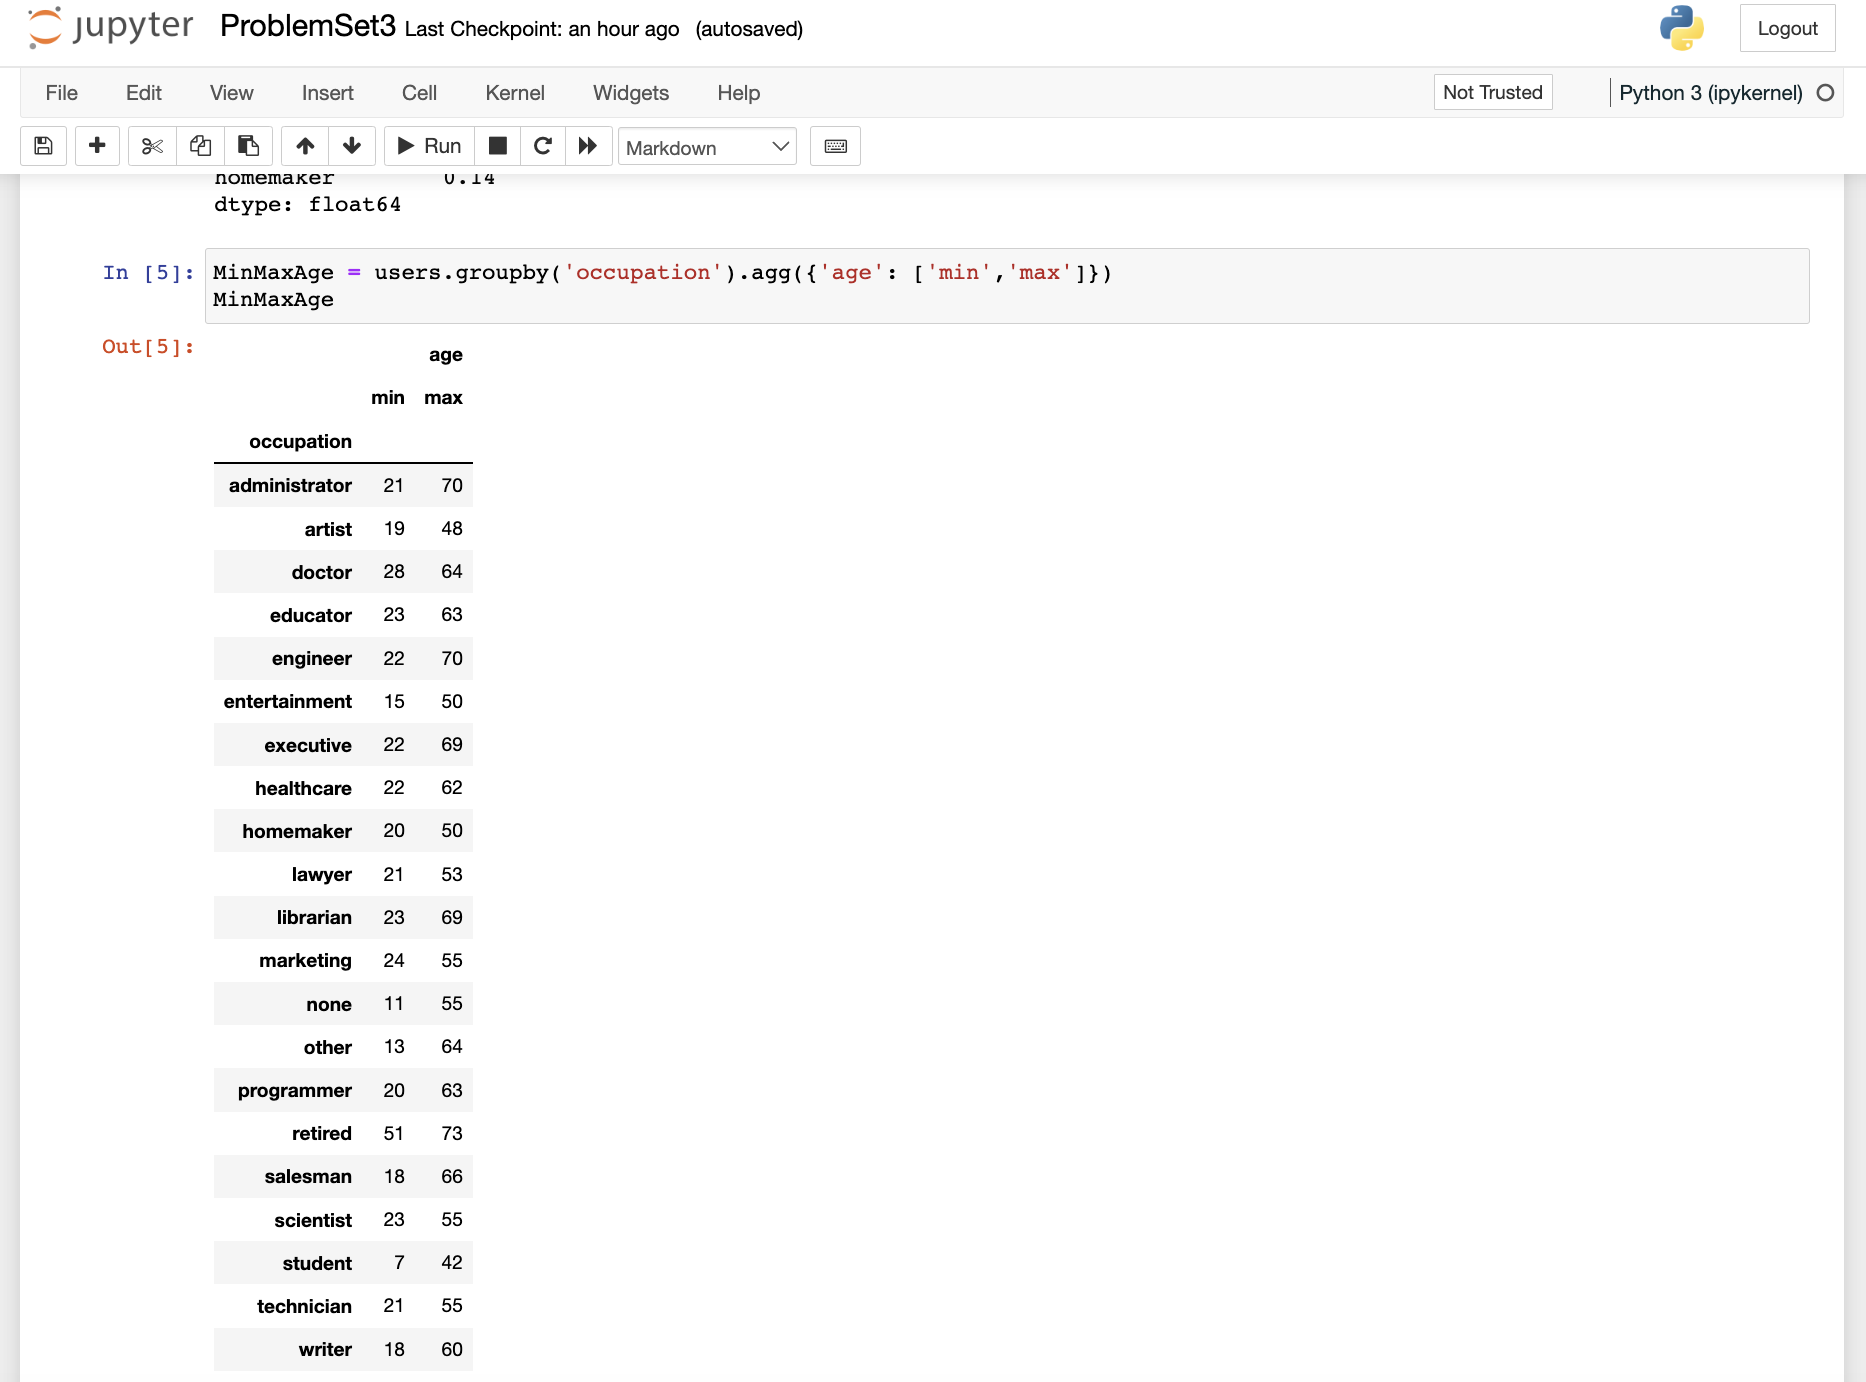 jupyter ProblemSet3 Last Checkpoint: an hour ago (autosaved)
Logout
File Edit View Insert Cell Kernel Widgets Help
Not Trusted
Python 3 (ipykernel)
Run
Markdown
homemaker 0.14
dtype: float64
In [5]:
MinMaxAge = users.groupby('occupation').agg({'age': ['min','max']})
MinMaxAge
Out[5]:
age
min max
occupation
administrator 21 70
artist 19 48
doctor 28 64
educator 23 63
engineer 22 70
entertainment 15 50
executive 22 69
healthcare 22 62
homemaker 20 50
lawyer 21 53
librarian 23 69
marketing 24 55
none 11 55
other 13 64
programmer 20 63
retired 51 73
salesman 18 66
scientist 23 55
student 7 42
technician 21 55
writer 18 60